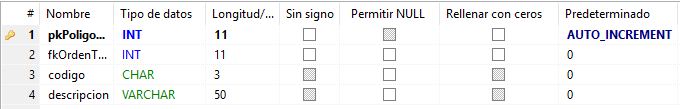 # Nombre Tipo de datos Longitud/... Sin signo Permitir NULL Rellenar con ceros Predeterminado
1 pkPoligo... INT 11 AUTO_INCREMENT
2 fkOrdenT... INT 11 0
3 codigo CHAR 3 0
4 descripcion VARCHAR 50 0